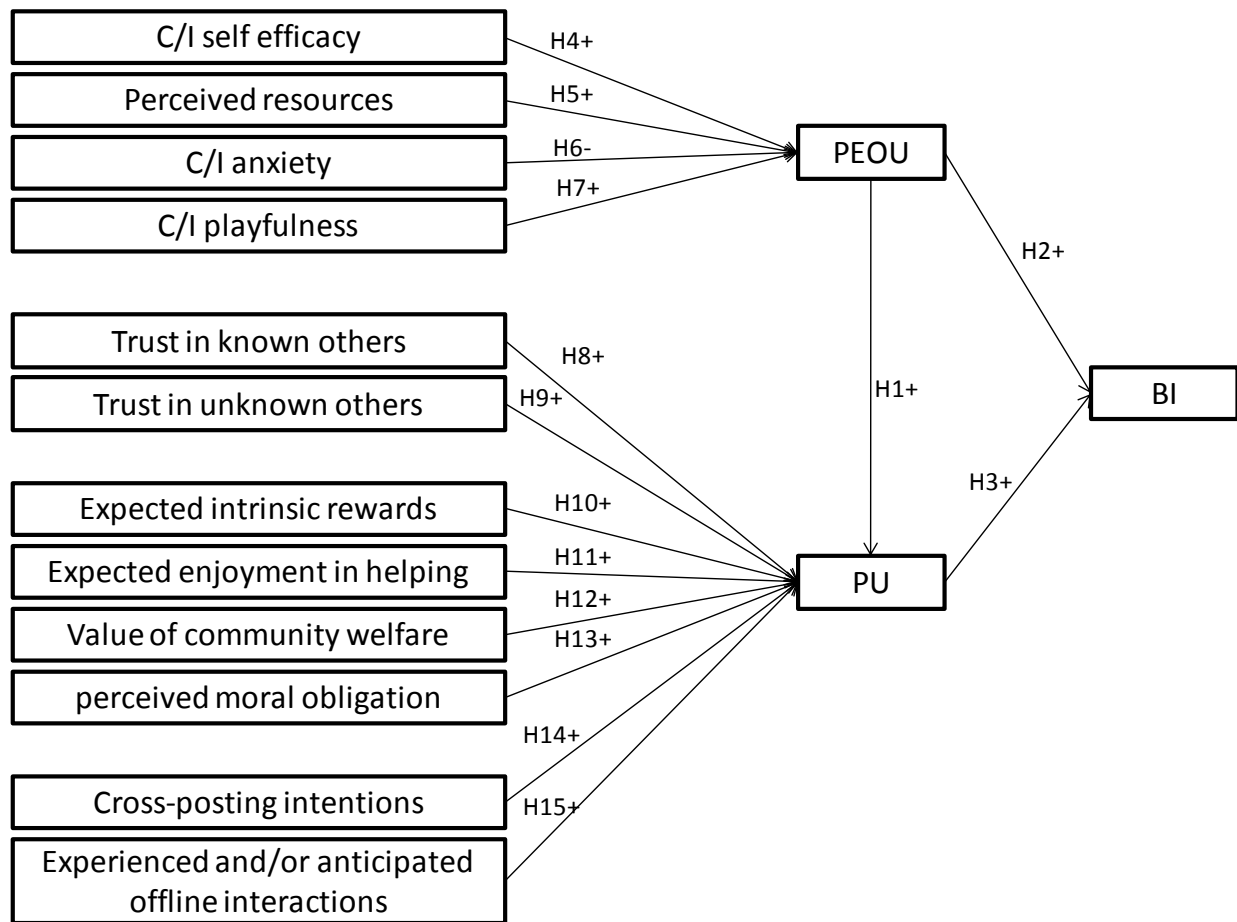 C/I self efficacy
H4+
Perceived resources
H5+
C/I anxiety
H6-
PEOU
C/I playfulness
H7+
H2+
Trust in known others
H8+
Trust in unknown others
H9+
H1+
BI
Expected intrinsic rewards
H10+
H3+
Expected enjoyment in helping
H11+
PU
Value of community welfare
H12+
perceived moral obligation
H13+
H14+
Cross-posting intentions
H15+
Experienced and/or anticipated
offline interactions